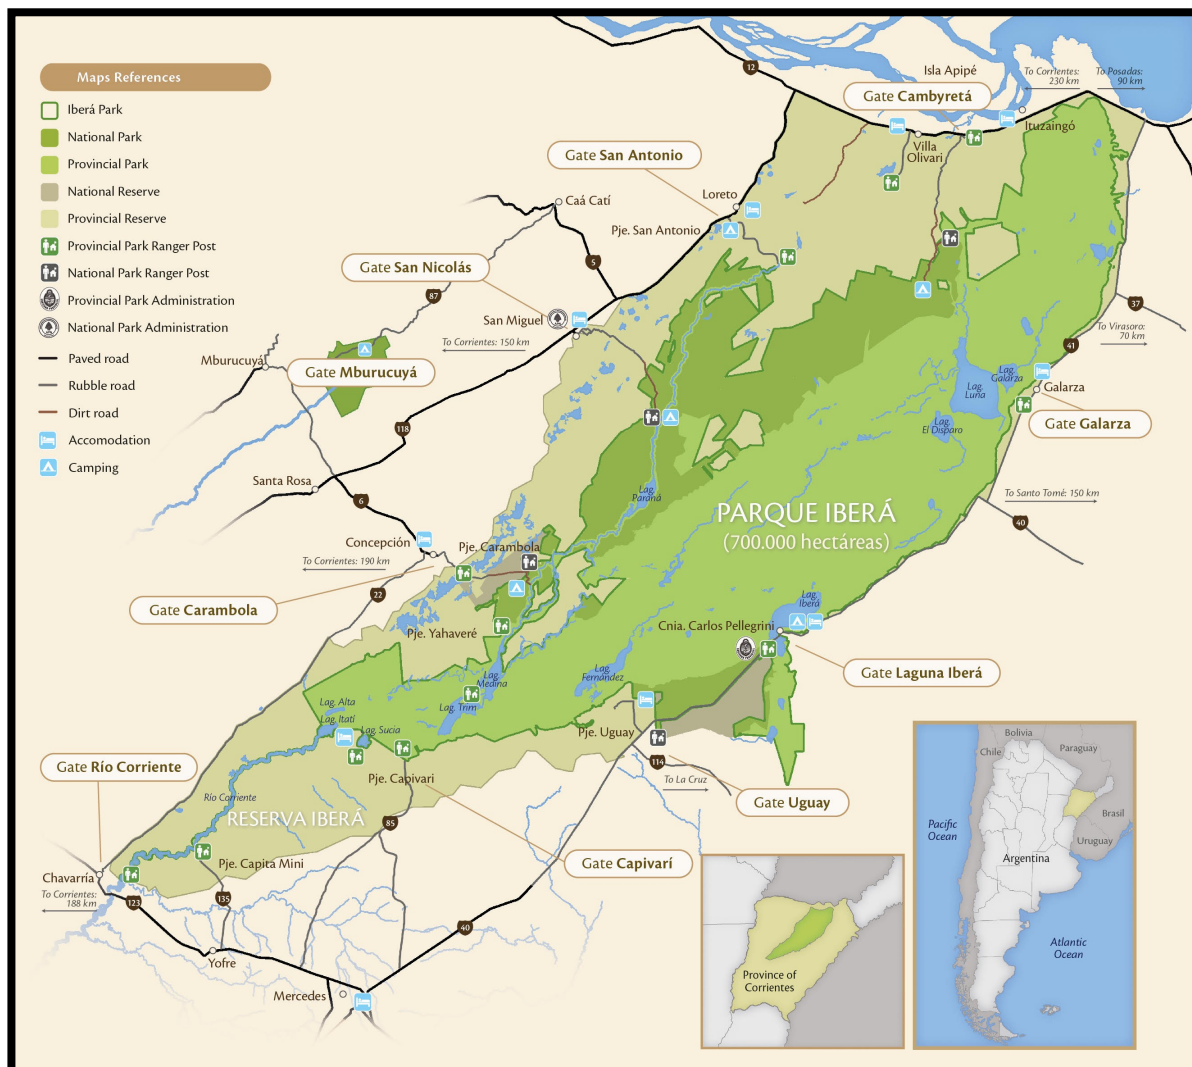 Maps References
Iberá Park
National Park
Provincial Park
National Reserve
Provincial Reserve
Provincial Park Ranger Post
National Park Ranger Post
Provincial Park Administration
National Park Administration
Paved road
Rubble road
Dirt road
Accomodation
Camping
12
Isla Apipé
To Corrientes:
230 km
To Posadas:
90 km
Gate Cambyretá
Ituzaingó
Villa
Olivari
Gate San Antonio
Loreto
Caá Catí
Pje. San Antonio
5
Gate San Nicolás
87
San Miguel
To Corrientes: 150 km
37
To Virasoro:
70 km
41
Mburucuyá
Gate Mburucuyá
Lag.
Galarza
Lag.
Luna
Galarza
Lag.
El Disparo
Gate Galarza
118
Santa Rosa
6
Lag.
Paraná
To Santo Tomé: 150 km
40
PARQUE IBERÁ
(700.000 hectáreas)
Concepción
Pje. Carambola
To Corrientes: 190 km
22
Gate Carambola
Lag.
Iberá
Cnia. Carlos Pellegrini
Pje. Yahaveré
Gate Laguna Iberá
Lag.
Fernández
Lag.
Medina
Lag. Trim
Lag. Alta
Lag. Itatí
Lag. Sucia
Pje. Uguay
114
To La Cruz
Gate Uguay
Gate Río Corriente
Pje. Capivari
Río Corriente
RESERVA IBERÁ
85
Gate Capivarí
Pje. Capita Mini
Chavarría
To Corrientes:
188 km
123
135
40
Yofre
Mercedes
Province of
Corrientes
Bolivia
Chile
Paraguay
Brasil
Uruguay
Pacific
Ocean
Argentina
Atlantic
Ocean